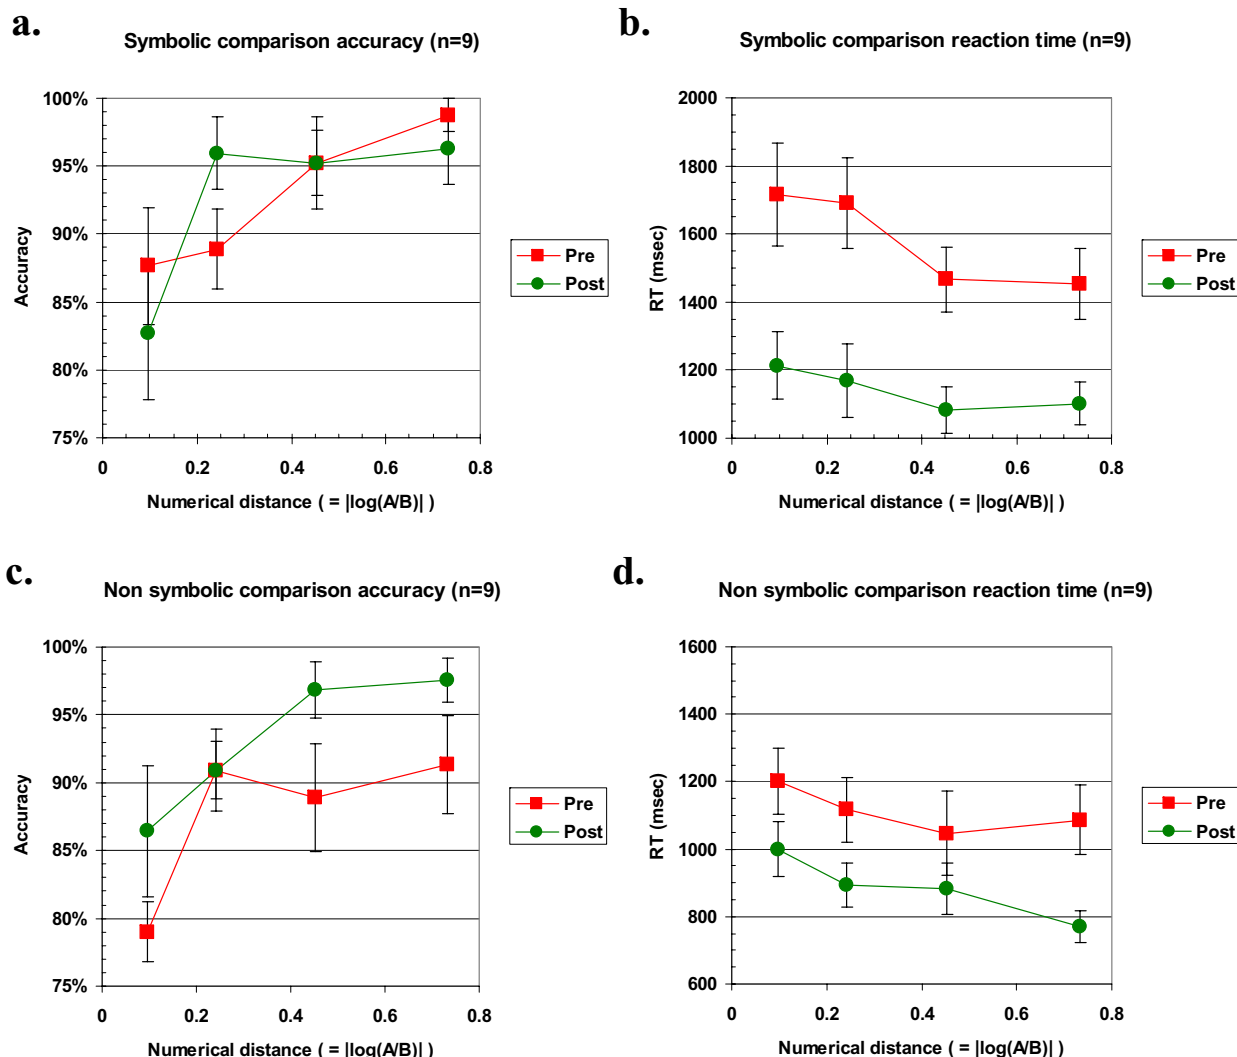 a.
Symbolic comparison accuracy (n=9)
100%
95%
90%
85%
80%
75%
Accuracy
0
0.2
0.4
0.6
0.8
Numerical distance ( = |log(A/B)| )
Pre
Post
b.
Symbolic comparison reaction time (n=9)
2000
1800
1600
1400
1200
1000
RT (msec)
0
0.2
0.4
0.6
0.8
Numerical distance ( = |log(A/B)| )
Pre
Post
c.
Non symbolic comparison accuracy (n=9)
100%
95%
90%
85%
80%
75%
Accuracy
0
0.2
0.4
0.6
0.8
Numerical distance ( = |log(A/B)| )
Pre
Post
d.
Non symbolic comparison reaction time (n=9)
1600
1400
1200
1000
800
600
RT (msec)
0
0.2
0.4
0.6
0.8
Numerical distance ( = |log(A/B)| )
Pre
Post